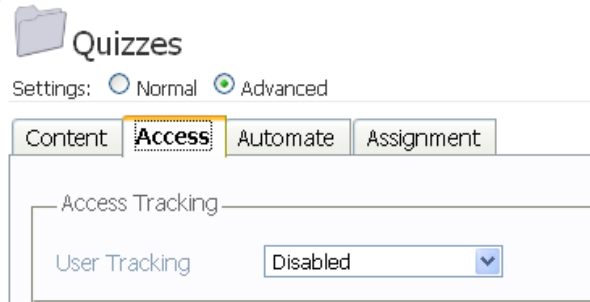 Quizzes
Settings: Normal Advanced
Content Access Automate Assignment
Access Tracking
User Tracking Disabled